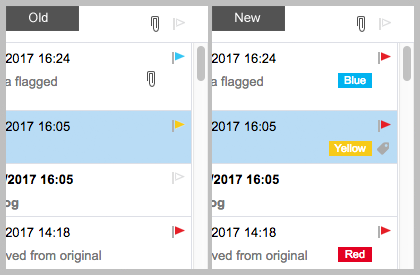 Old
2017 16:24
a flagged
2017 16:05
/2017 16:05
og
2017 14:18
ved from original
New
2017 16:24
a flagged
Blue
2017 16:05
Yellow
2017 16:05
og
2017 14:18
ved from original
Red